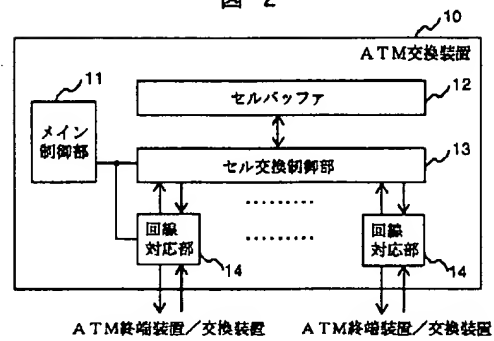 図 2
10
ATM交換装置
11
メイン
制御部
セルバッファ
12
セル交換制御部
13
回線
対応部
14
回線
対応部
14
ATM終端装置/交換装置
ATM終端装置/交換装置